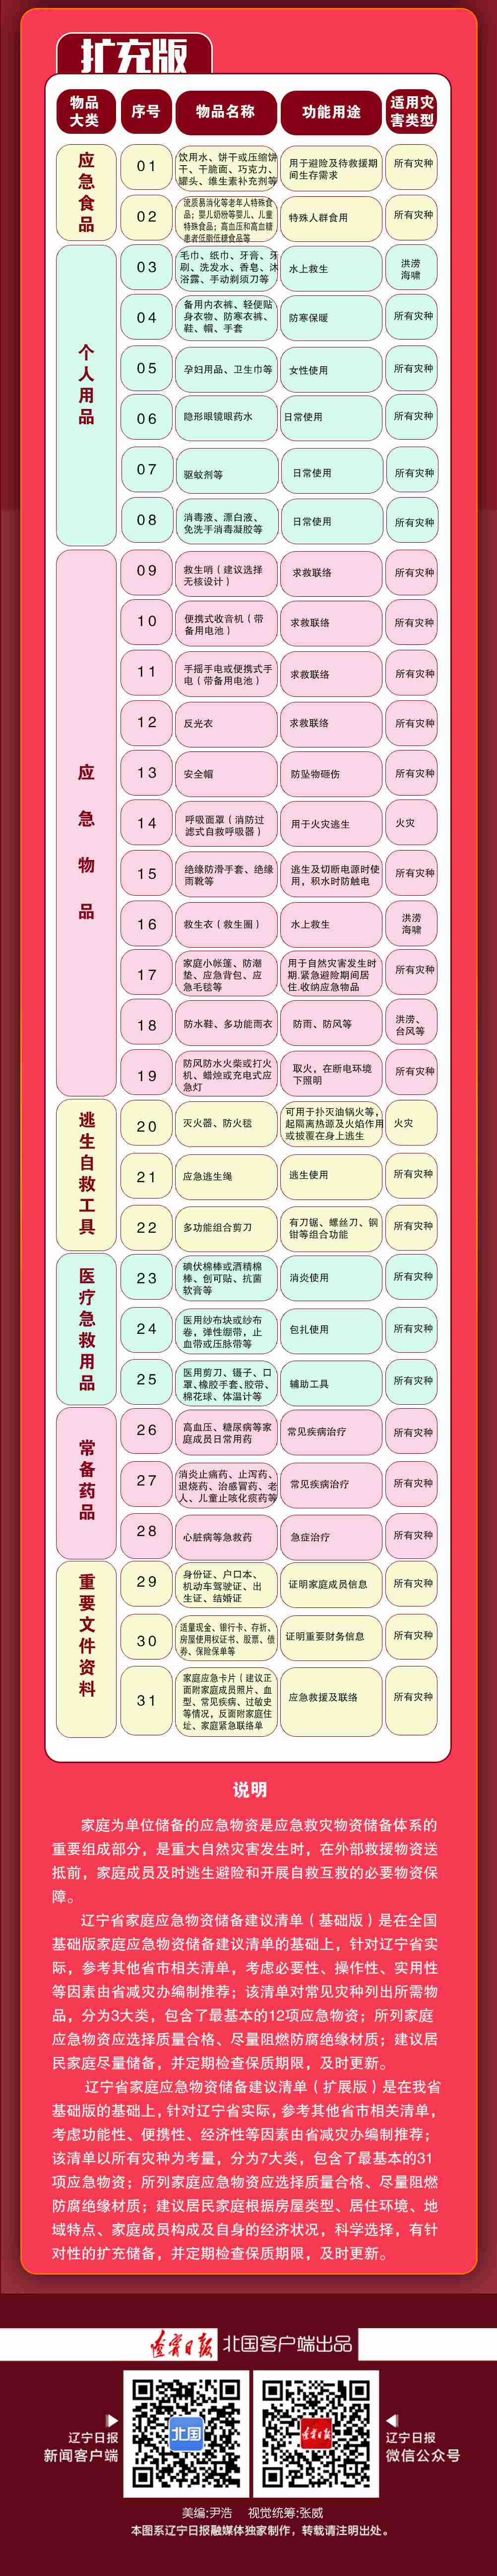 扩充版
物品
大类
序号
物品名称
功能用途
适用灾
害类型
应急食品
01
饮用水、饼干或压缩饼
干、干脆面、巧克力、
罐头、维生素补充剂等
用于避险及待救援期
间生存需求
所有灾种
02
流质易消化等老年人特殊食
品；婴儿奶粉等婴儿、儿童
特殊食品；高血压和高血糖
患者低脂低糖食品等
特殊人群食用
所有灾种
个人用品
03
毛巾、纸巾、牙膏、牙
刷、洗发水、香皂、沐
浴露、手动剃须刀等
水上救生
洪涝
海啸
04
备用内衣裤、轻便贴
身衣物、防寒衣裤、
鞋、帽、手套
防寒保暖
所有灾种
05
孕妇用品、卫生巾等
女性使用
所有灾种
06
隐形眼镜眼药水
日常使用
所有灾种
07
驱蚊剂等
日常使用
所有灾种
08
消毒液、漂白液、
免洗手消毒凝胶等
日常使用
所有灾种
应急物品
09
救生哨（建议选择
无核设计）
求救联络
所有灾种
10
便携式收音机（带
备用电池）
求救联络
所有灾种
11
手摇手电或便携式手
电（带备用电池）
求救联络
所有灾种
12
反光衣
求救联络
所有灾种
13
安全帽
防坠物砸伤
所有灾种
14
呼吸面罩（消防过
滤式自救呼吸器）
用于火灾逃生
火灾
15
绝缘防滑手套、绝缘
雨靴等
逃生及切断电源时使
用，积水时防触电
所有灾种
16
救生衣（救生圈）
水上救生
洪涝
海啸
17
家庭小帐篷、防潮
垫、应急背包、应
急毛毯等
用于自然灾害发生时
期.紧急避险期间居
住.收纳应急物品
所有灾种
18
防水鞋、多功能雨衣
防雨、防风等
洪涝、
台风等
19
防风防水火柴或打火
机、蜡烛或充电式应
急灯
取火，在断电环境
下照明
所有灾种
逃生自救工具
20
灭火器、防火毯
可用于扑灭油锅火等，
起隔离热源及火焰作用
或披覆在身上逃生
火灾
21
应急逃生绳
逃生使用
所有灾种
22
多功能组合剪刀
有刀锯、螺丝刀、钢
钳等组合功能
所有灾种
医疗急救用品
23
碘伏棉棒或酒精棉
棒、创可贴、抗菌
软膏等
消炎使用
所有灾种
24
医用纱布块或纱布
卷，弹性绷带，止
血带或压脉带等
包扎使用
所有灾种
25
医用剪刀、镊子、口
罩、橡胶手套、胶带、
棉花球、体温计等
辅助工具
所有灾种
常备药品
26
高血压、糖尿病等家
庭成员日常用药
常见疾病治疗
所有灾种
27
消炎止痛药、止泻药、
退烧药、治感冒药、老
人、儿童止咳化痰药等
常见疾病治疗
所有灾种
28
心脏病等急救药
急症治疗
所有灾种
重要文件资料
29
身份证、户口本、
机动车驾驶证、出
生证、结婚证
证明家庭成员信息
所有灾种
30
适量现金、银行卡、存折、
房屋使用权证书、股票、债
券、保险保单等
证明重要财务信息
所有灾种
31
家庭应急卡片（建议正
面附家庭成员照片、血
型、常见疾病、过敏史
等情况，反面附家庭住
址、家庭紧急联络单
应急救援及联络
所有灾种
说明
家庭为单位储备的应急物资是应急救灾物资储备体系的
重要组成部分，是重大自然灾害发生时，在外部救援物资送
抵前，家庭成员及时逃生避险和开展自救互救的必要物资保
障。
辽宁省家庭应急物资储备建议清单（基础版）是在全国
基础版家庭应急物资储备建议清单的基础上，针对辽宁省实
际，参考其他省市相关清单，考虑必要性、操作性、实用性
等因素由省减灾办编制推荐；该清单对常见灾种列出所需物
品，分为3大类，包含了最基本的12项应急物资；所列家庭
应急物资应选择质量合格、尽量阻燃防腐绝缘材质；建议居
民家庭尽量储备，并定期检查保质期限，及时更新。
辽宁省家庭应急物资储备建议清单（扩展版）是在我省
基础版的基础上，针对辽宁省实际，参考其他省市相关清单，
考虑功能性、便携性、经济性等因素由省减灾办编制推荐；
该清单以所有灾种为考量，分为7大类，包含了最基本的31
项应急物资；所列家庭应急物资应选择质量合格、尽量阻燃
防腐绝缘材质；建议居民家庭根据房屋类型、居住环境、地
域特点、家庭成员构成及自身的经济状况，科学选择，有针
对性的扩充储备，并定期检查保质期限，及时更新。
辽宁日报 北国客户端出品
辽宁日报
新闻客户端
北国
辽宁日报
辽宁日报
微信公众号
美编:尹浩 视觉统筹:张威
本图系辽宁日报融媒体独家制作，转载请注明出处。